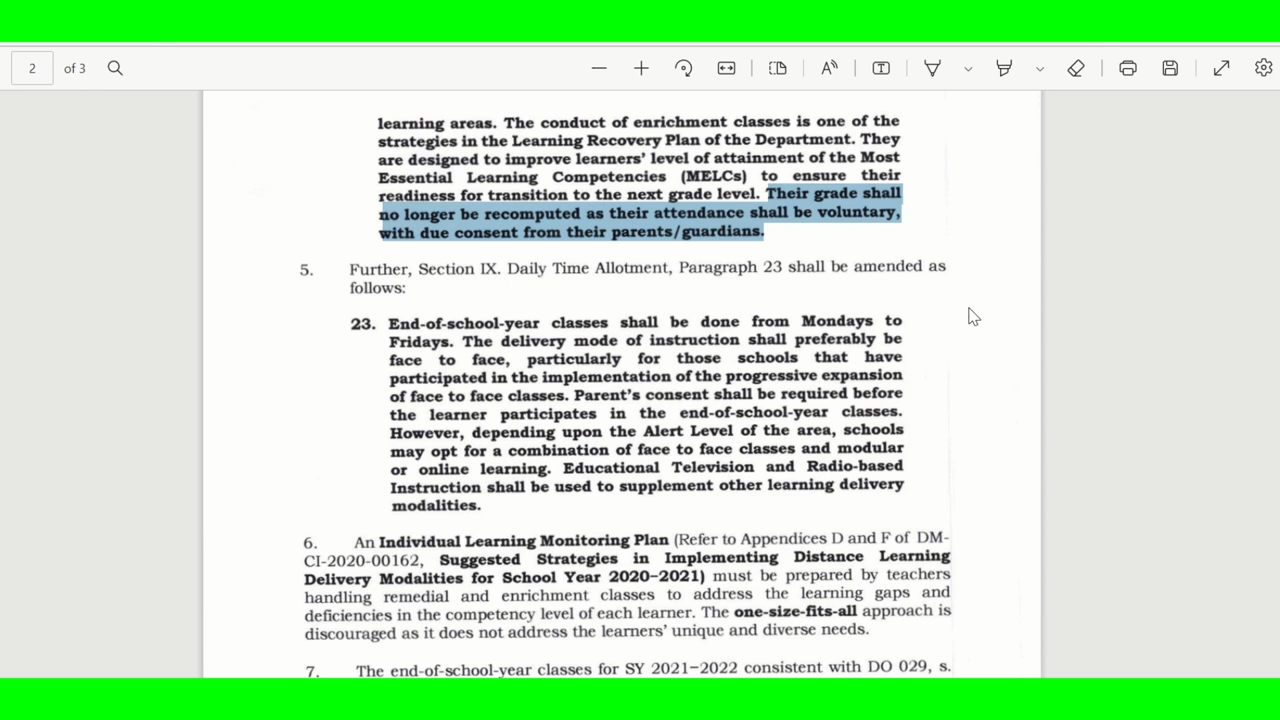 2 of 3
learning areas. The conduct of enrichment classes is one of the
strategies in the Learning Recovery Plan of the Department. They
are designed to improve learners' level of attainment of the Most
Essential Learning Competencies (MELCs) to ensure their
readiness for transition to the next grade level. Their grade shall
no longer be recomputed as their attendance shall be voluntary,
with due consent from their parents/guardians.
5. Further, Section IX. Daily Time Allotment, Paragraph 23 shall be amended as
follows:
23. End-of-school-year classes shall be done from Mondays to
Fridays. The delivery mode of instruction shall preferably be
face to face, particularly for those schools that have
participated in the implementation of the progressive expansion
of face to face classes. Parent's consent shall be required before
the learner participates in the end-of-school-year classes.
However, depending upon the Alert Level of the area, schools
may opt for a combination of face to face classes and modular
or online learning. Educational Television and Radio-based
Instruction shall be used to supplement other learning delivery
modalities.
6. An Individual Learning Monitoring Plan (Refer to Appendices D and F of DM-
CI-2020-00162, Suggested Strategies in Implementing Distance Learning
Delivery Modalities for School Year 2020–2021) must be prepared by teachers
handling remedial and enrichment classes to address the learning gaps and
deficiencies in the competency level of each learner. The one-size-fits-all approach is
discouraged as it does not address the learners' unique and diverse needs.
7. The end-of-school-year classes for SY 2021–2022 consistent with DO 029, s.